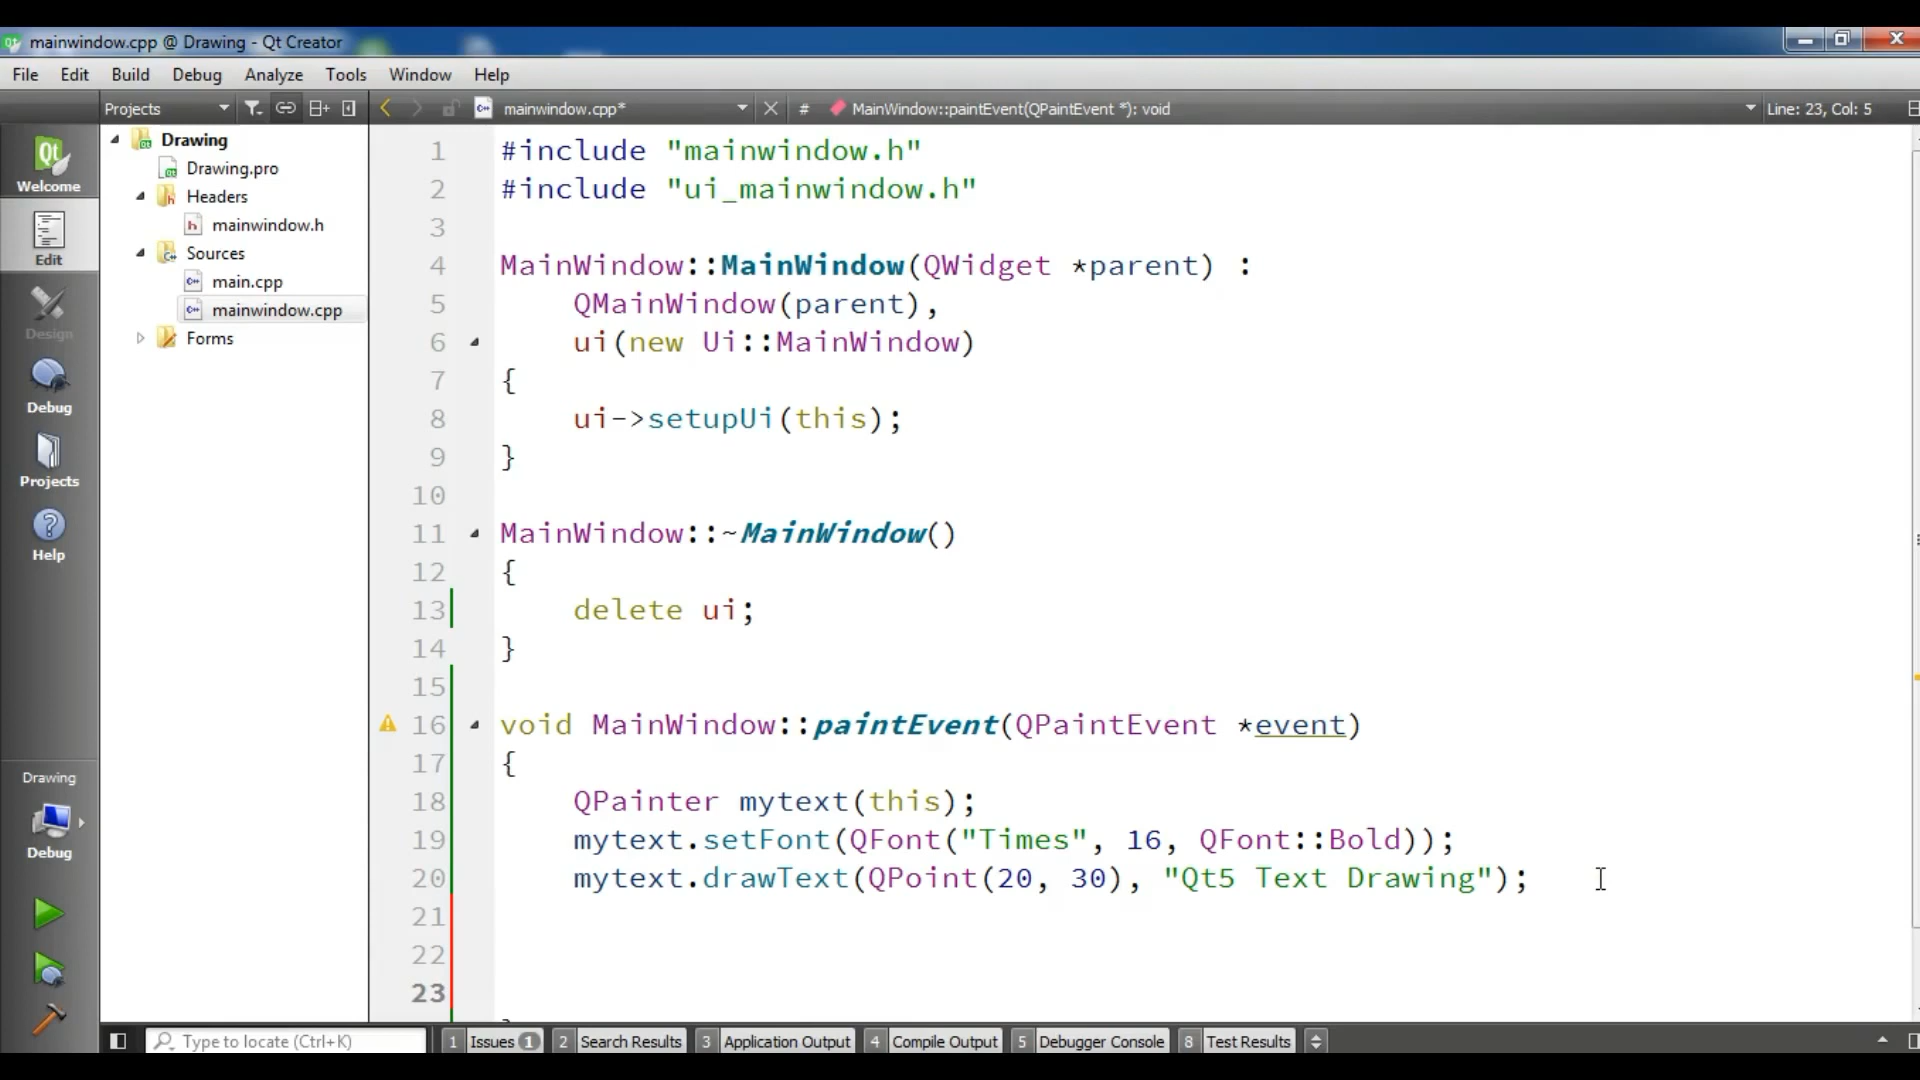 mainwindow.cpp @ Drawing - Qt Creator
File Edit Build Debug Analyze Tools Window Help
Projects mainwindow.cpp* # MainWindow::paintEvent(QPaintEvent *): void Line: 23, Col: 5
Welcome
Edit
Design
Debug
Projects
Help
Drawing
Debug
Drawing
Drawing.pro
Headers
mainwindow.h
Sources
main.cpp
mainwindow.cpp
Forms
1 #include "mainwindow.h"
2 #include "ui_mainwindow.h"
3
4 MainWindow::MainWindow(QWidget *parent) :
5 QMainWindow(parent),
6 ui(new Ui::MainWindow)
7 {
8 ui->setupUi(this);
9 }
10
11 MainWindow::~MainWindow()
12 {
13 delete ui;
14 }
15
16 void MainWindow::paintEvent(QPaintEvent *event)
17 {
18 QPainter mytext(this);
19 mytext.setFont(QFont("Times", 16, QFont::Bold));
20 mytext.drawText(QPoint(20, 30), "Qt5 Text Drawing");
21
22
23
Type to locate (Ctrl+K) 1 Issues 1 2 Search Results 3 Application Output 4 Compile Output 5 Debugger Console 8 Test Results